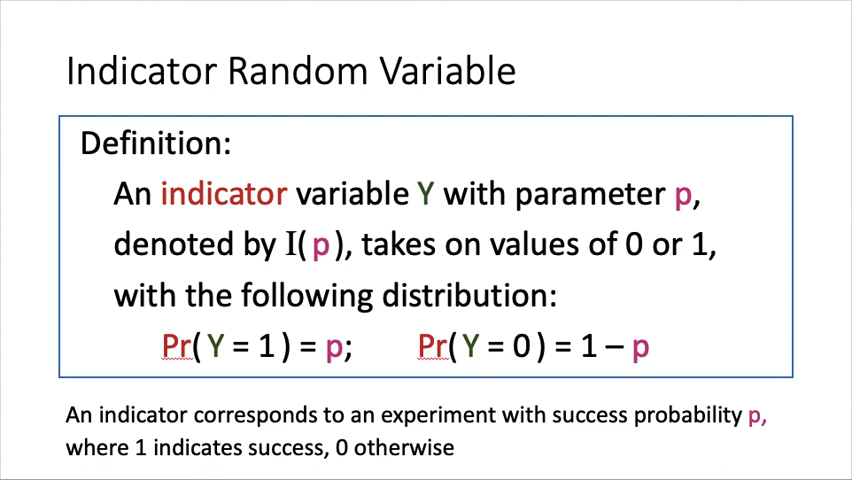 Indicator Random Variable
Definition:
An indicator variable Y with parameter p,
denoted by I( p ), takes on values of 0 or 1,
with the following distribution:
Pr( Y = 1 ) = p; Pr( Y = 0 ) = 1 – p
An indicator corresponds to an experiment with success probability p,
where 1 indicates success, 0 otherwise